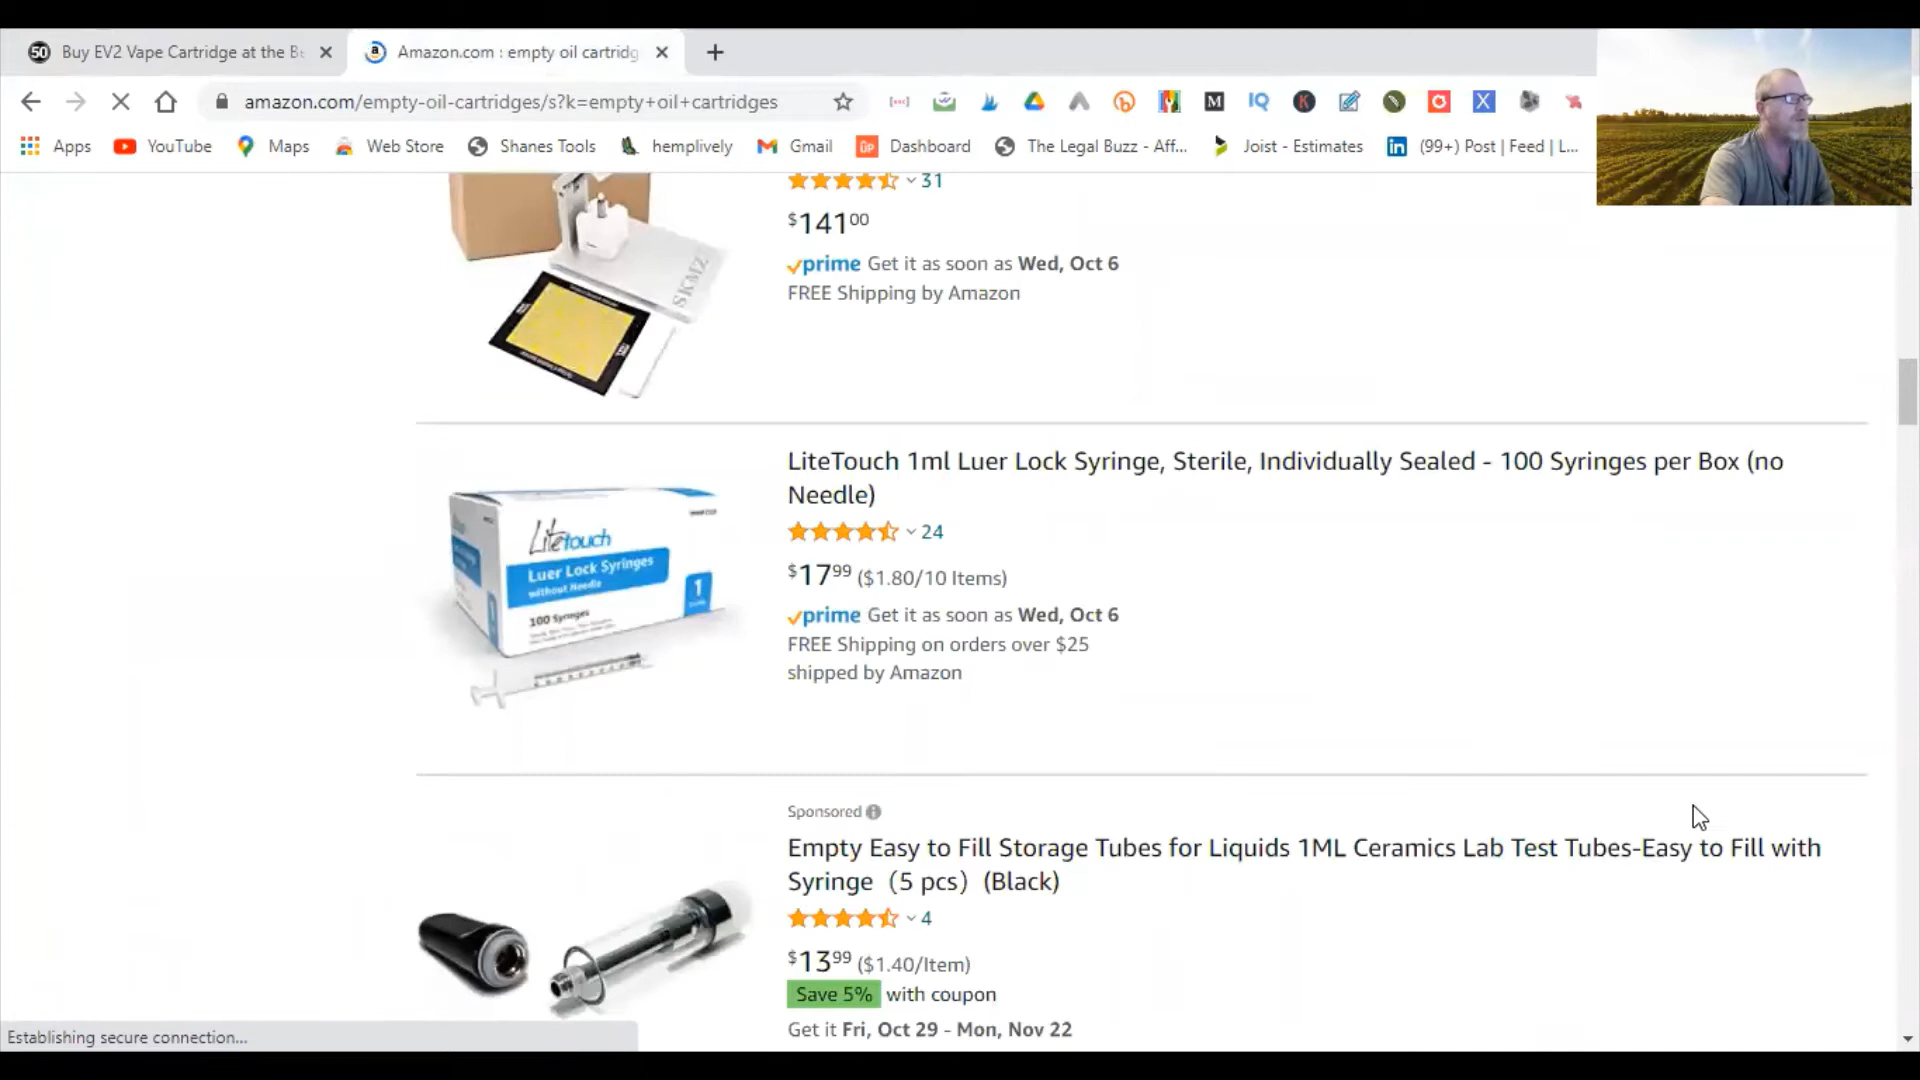 Buy EV2 Vape Cartridge at the B
Amazon.com : empty oil cartridg
amazon.com/empty-oil-cartridges/s?k=empty+oil+cartridges
Apps YouTube Maps Web Store Shanes Tools hemplively Gmail Dashboard The Legal Buzz - Aff... Joist - Estimates (99+) Post | Feed | L...
31
$141 00
prime Get it as soon as Wed, Oct 6
FREE Shipping by Amazon
SKMZ
LiteTouch 1ml Luer Lock Syringe, Sterile, Individually Sealed - 100 Syringes per Box (no
Needle)
24
$17 99 ($1.80/10 Items)
prime Get it as soon as Wed, Oct 6
FREE Shipping on orders over $25
shipped by Amazon
Litetouch
Luer Lock Syringes
without Needle
1
100 Syringes
Sponsored
Empty Easy to Fill Storage Tubes for Liquids 1ML Ceramics Lab Test Tubes-Easy to Fill with
Syringe（5 pcs）(Black)
4
$13 99 ($1.40/Item)
Save 5% with coupon
Get it Fri, Oct 29 - Mon, Nov 22
Establishing secure connection...